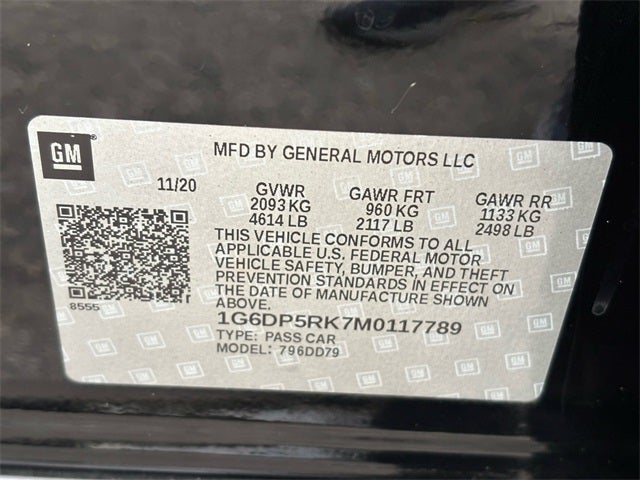 GM
MFD BY GENERAL MOTORS LLC
11/20 GVWR GAWR FRT GAWR RR
2093 KG 960 KG 1133 KG
4614 LB 2117 LB 2498 LB
THIS VEHICLE CONFORMS TO ALL
APPLICABLE U.S. FEDERAL MOTOR
VEHICLE SAFETY, BUMPER, AND THEFT
PREVENTION STANDARDS IN EFFECT ON
THE DATE OF MANUFACTURE SHOWN
ABOVE.
8555
1G6DP5RK7M0117789
TYPE: PASS CAR
MODEL: 796DD79